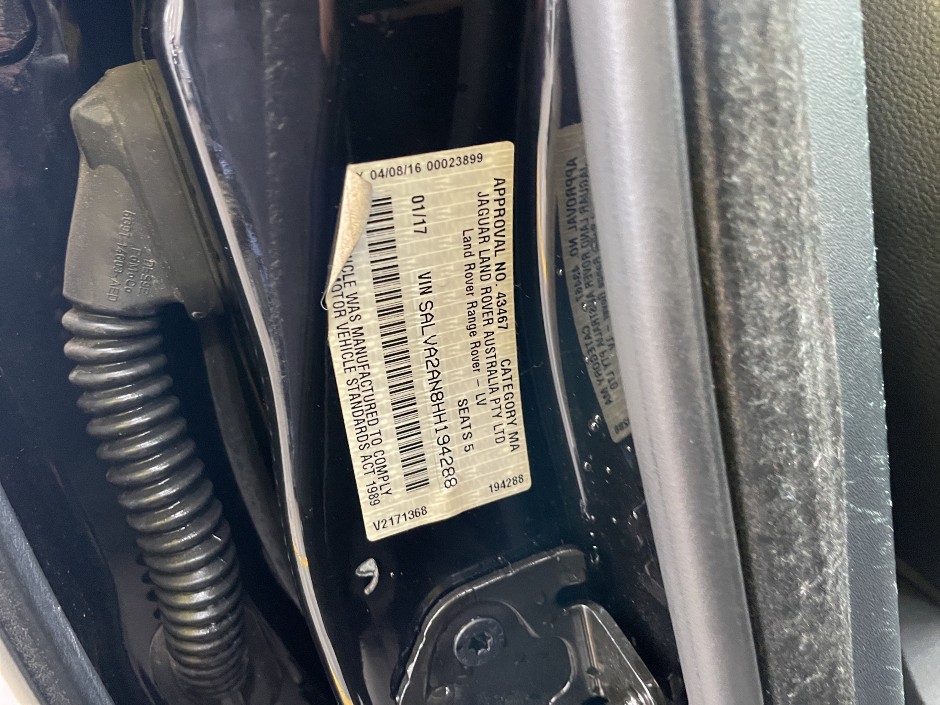 APPROVAL NO. 43467 CATEGORY MA
JAGUAR LAND ROVER AUSTRALIA PTY LTD
Land Rover Range Rover - LV
01/17 SEATS 5
VIN SALVA2AN8HH194288
VEHICLE WAS MANUFACTURED TO COMPLY
MOTOR VEHICLE STANDARDS ACT 1989
04/08/16 00023899
194288
V2171368